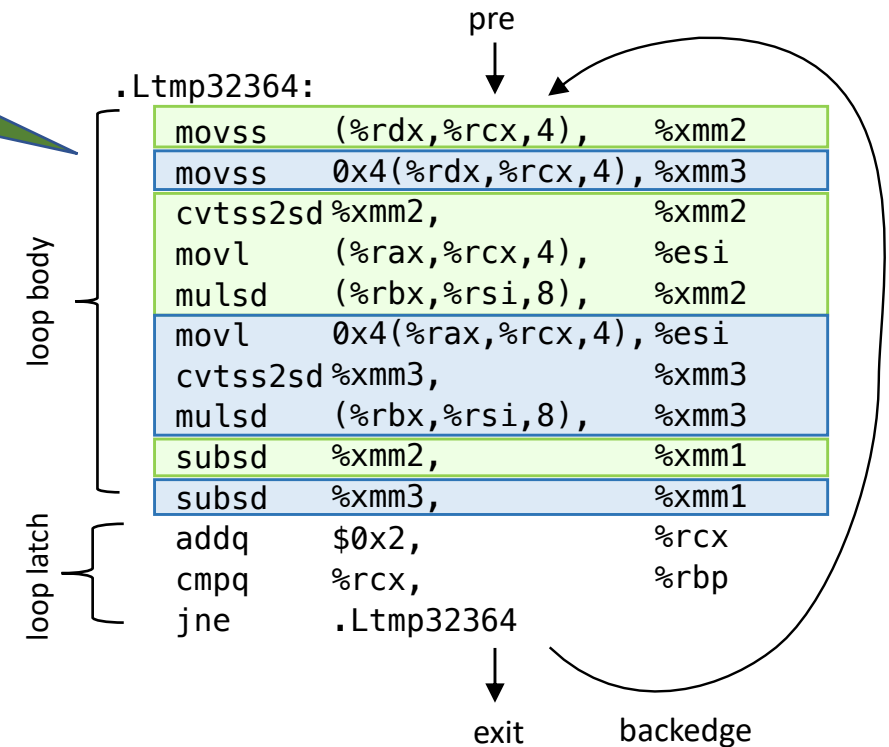 pre
.Ltmp32364:
movss (%rdx,%rcx,4), %xmm2
movss 0x4(%rdx,%rcx,4), %xmm3
cvtss2sd %xmm2, %xmm2
movl (%rax,%rcx,4), %esi
mulsd (%rbx,%rsi,8), %xmm2
movl 0x4(%rax,%rcx,4), %esi
cvtss2sd %xmm3, %xmm3
mulsd (%rbx,%rsi,8), %xmm3
subsd %xmm2, %xmm1
subsd %xmm3, %xmm1
loop body
addq $0x2, %rcx
cmpq %rcx, %rbp
jne .Ltmp32364
loop latch
exit
backedge